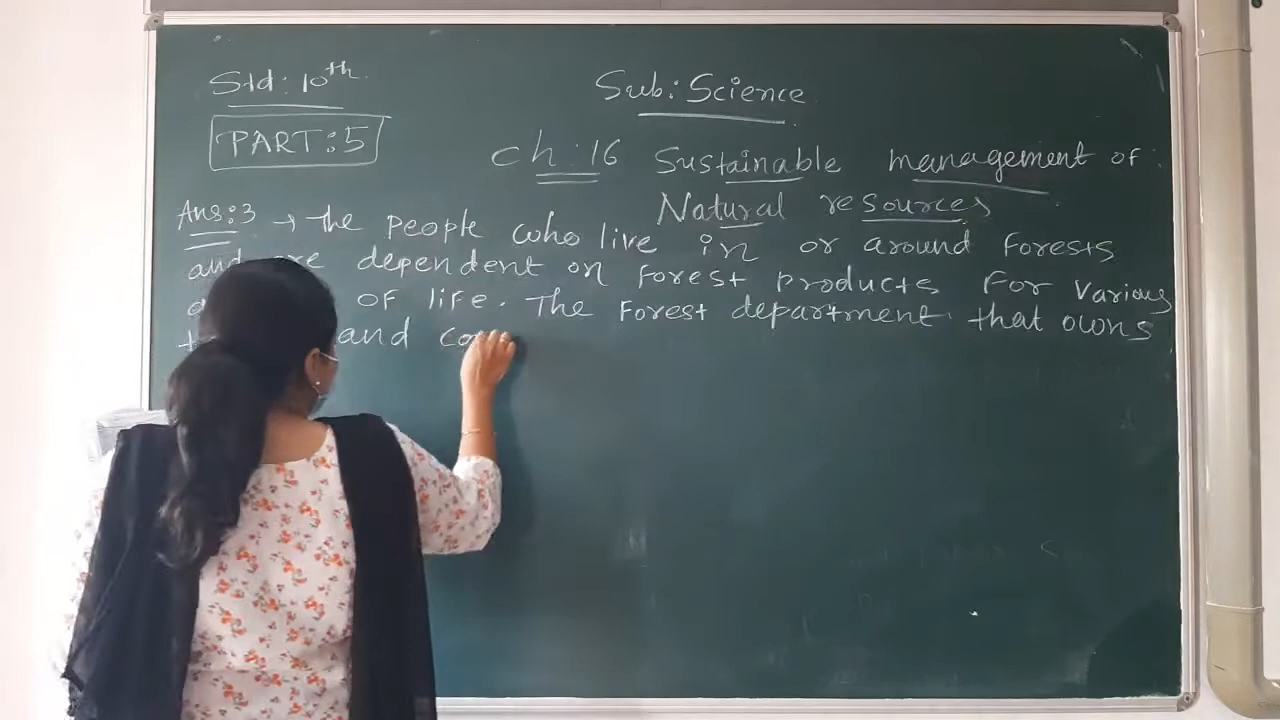 Std: 10th.
Sub: Science
PART: 5
ch: 16 Sustainable management of:
Natural resources
Ans:3 → The people who live in or around forests
and are dependent on forest products for various
of life. The forest department that owns
and